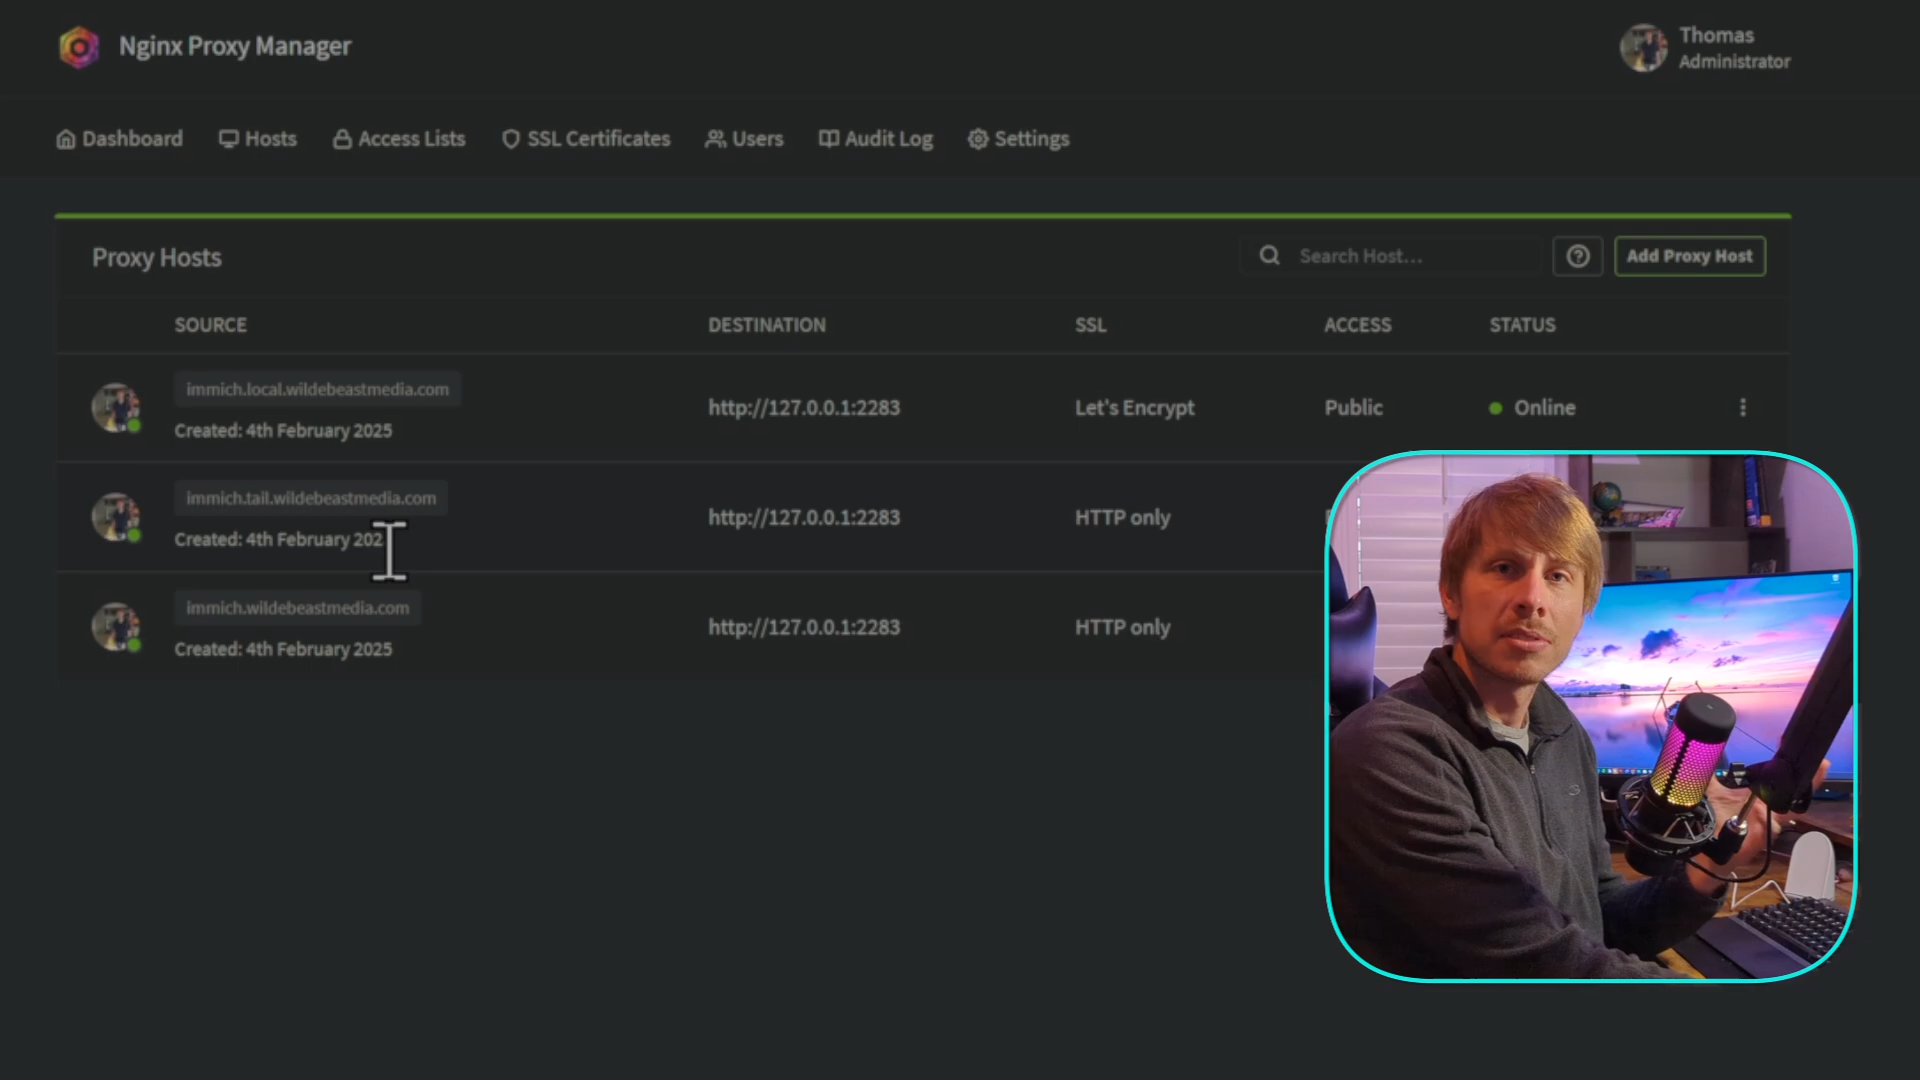 Nginx Proxy Manager
Thomas
Administrator
Dashboard Hosts Access Lists SSL Certificates Users Audit Log Settings
Proxy Hosts
Search Host...
Add Proxy Host
SOURCE DESTINATION SSL ACCESS STATUS
immich.local.wildebeastmedia.com
Created: 4th February 2025
http://127.0.0.1:2283 Let's Encrypt Public Online
immich.tail.wildebeastmedia.com
Created: 4th February 202
http://127.0.0.1:2283 HTTP only
immich.wildebeastmedia.com
Created: 4th February 2025
http://127.0.0.1:2283 HTTP only